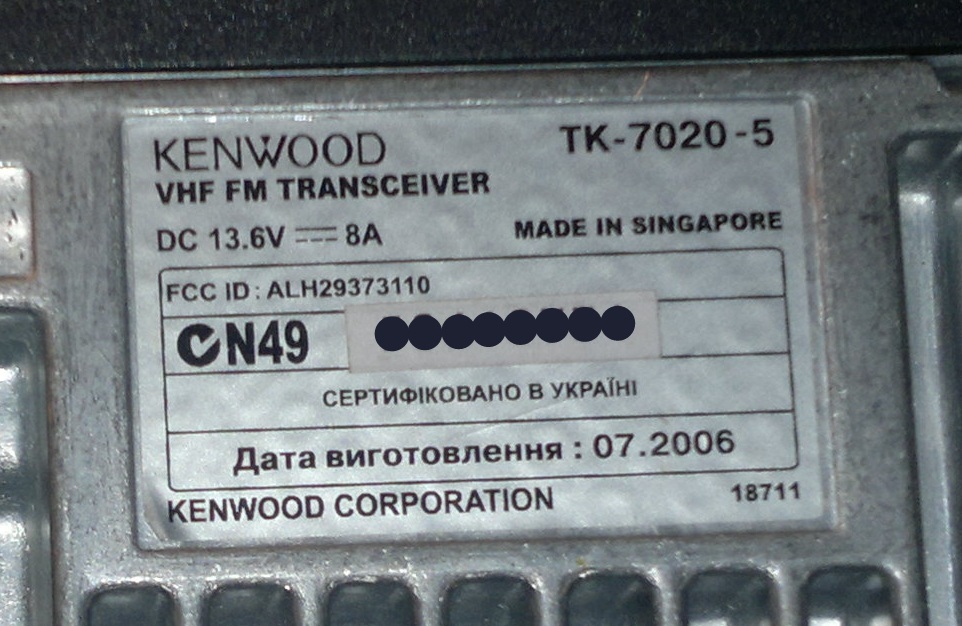 KENWOOD TK-7020-5
VHF FM TRANSCEIVER
DC 13.6V ⎓ 8A MADE IN SINGAPORE
FCC ID : ALH29373110
N49
СЕРТИФІКОВАНО В УКРАЇНІ
Дата виготовлення : 07.2006
KENWOOD CORPORATION 18711